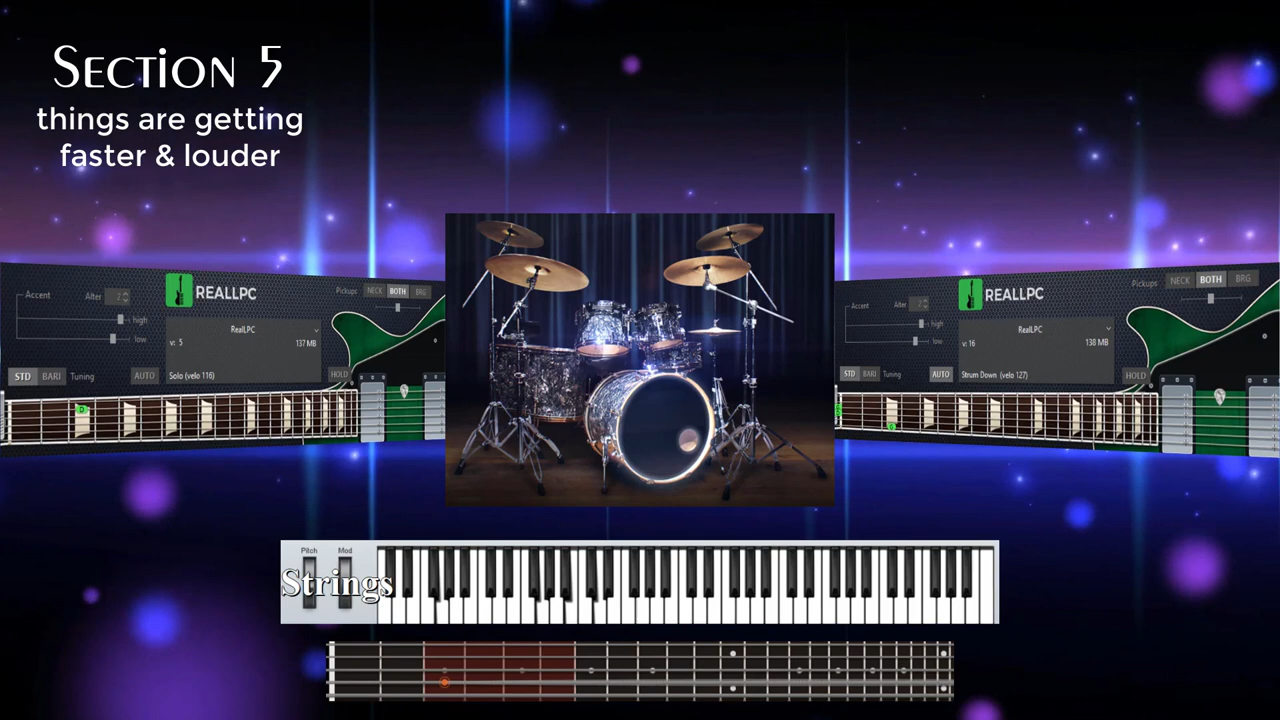 Section 5
things are getting
faster & louder
Accent
Alter 2
high
low
STD BARI Tuning AUTO
REALLPC
RealLPC
v: 5 137 MB
Solo (velo 116)
Pickups NECK BOTH BRG
HOLD
D
Accent
Alter 2
high
low
STD BARI Tuning AUTO
REALLPC
RealLPC
v: 16 138 MB
Strum Down (velo 127)
Pickups NECK BOTH BRG
HOLD
Pitch Mod
Strings